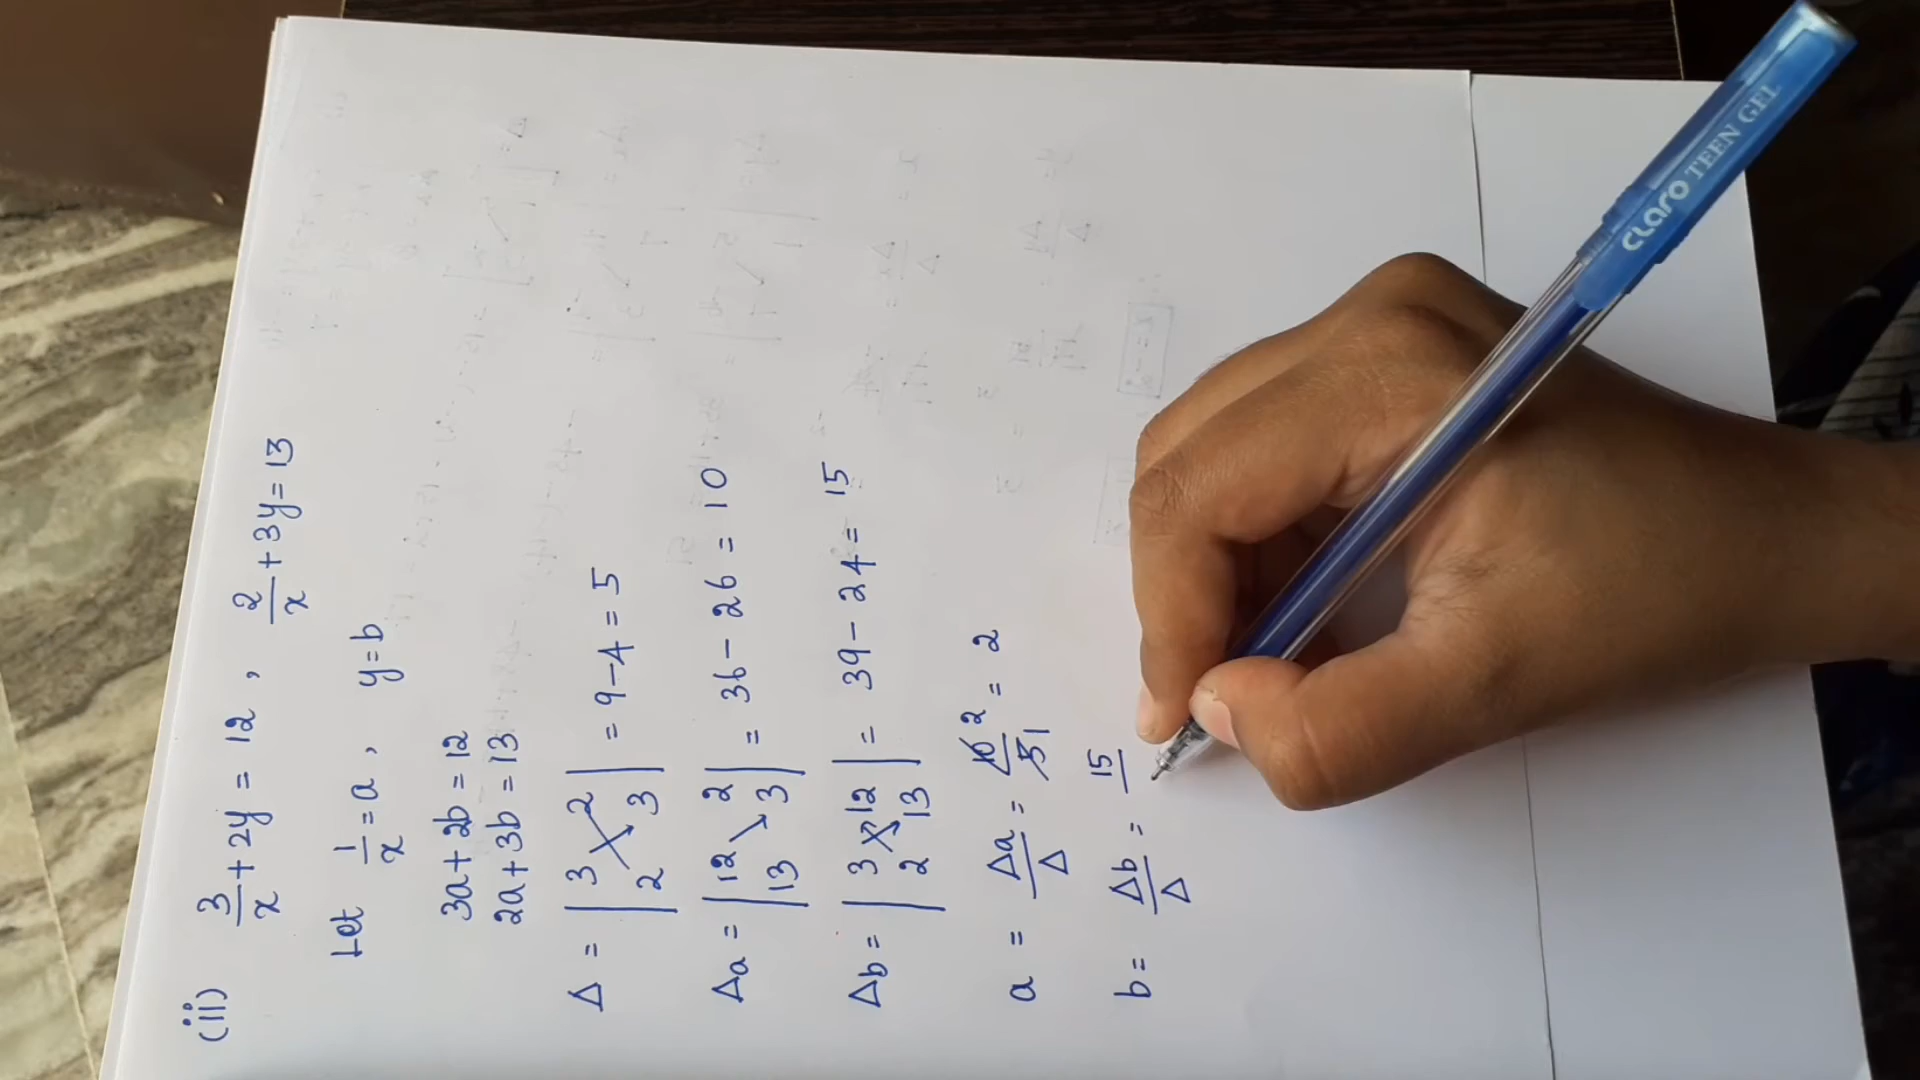 (ii) 3/x + 2y = 12 , 2/x + 3y = 13
Let 1/x = a , y = b
3a + 2b = 12
2a + 3b = 13
Δ = | 3 2 | = 9 - 4 = 5
2 3
Δa = | 12 2 | = 36 - 26 = 10
13 3
Δb = | 3 12 | = 39 - 24 = 15
2 13
a = Δa/Δ = 10 2/5 1 = 2
b = Δb/Δ = 15
CLARO TEEN GEL